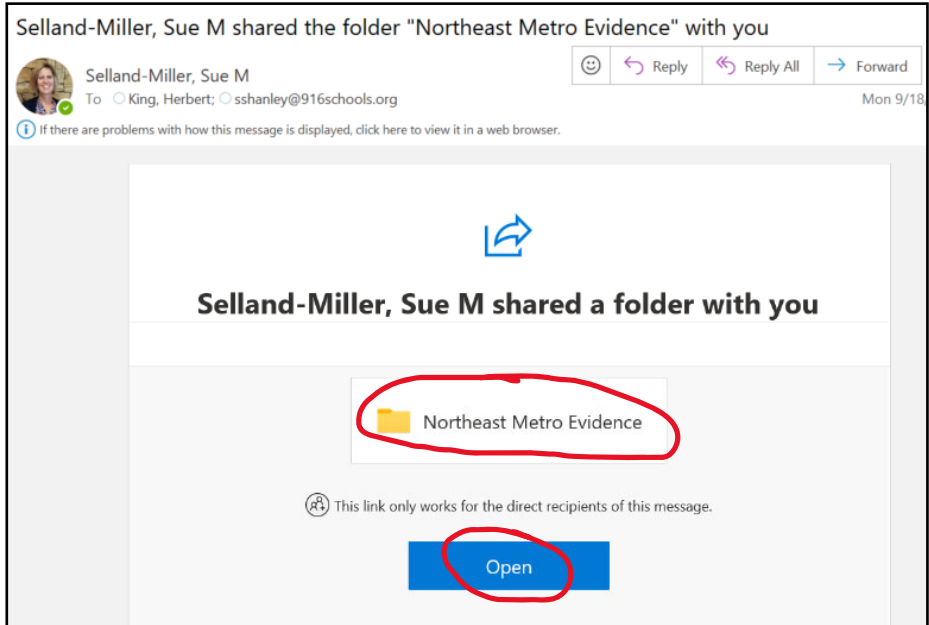 Selland-Miller, Sue M shared the folder "Northeast Metro Evidence" with you
Selland-Miller, Sue M
Reply
Reply All
Forward
To King, Herbert; sshanley@916schools.org
Mon 9/18/
If there are problems with how this message is displayed, click here to view it in a web browser.
Selland-Miller, Sue M shared a folder with you
Northeast Metro Evidence
This link only works for the direct recipients of this message.
Open